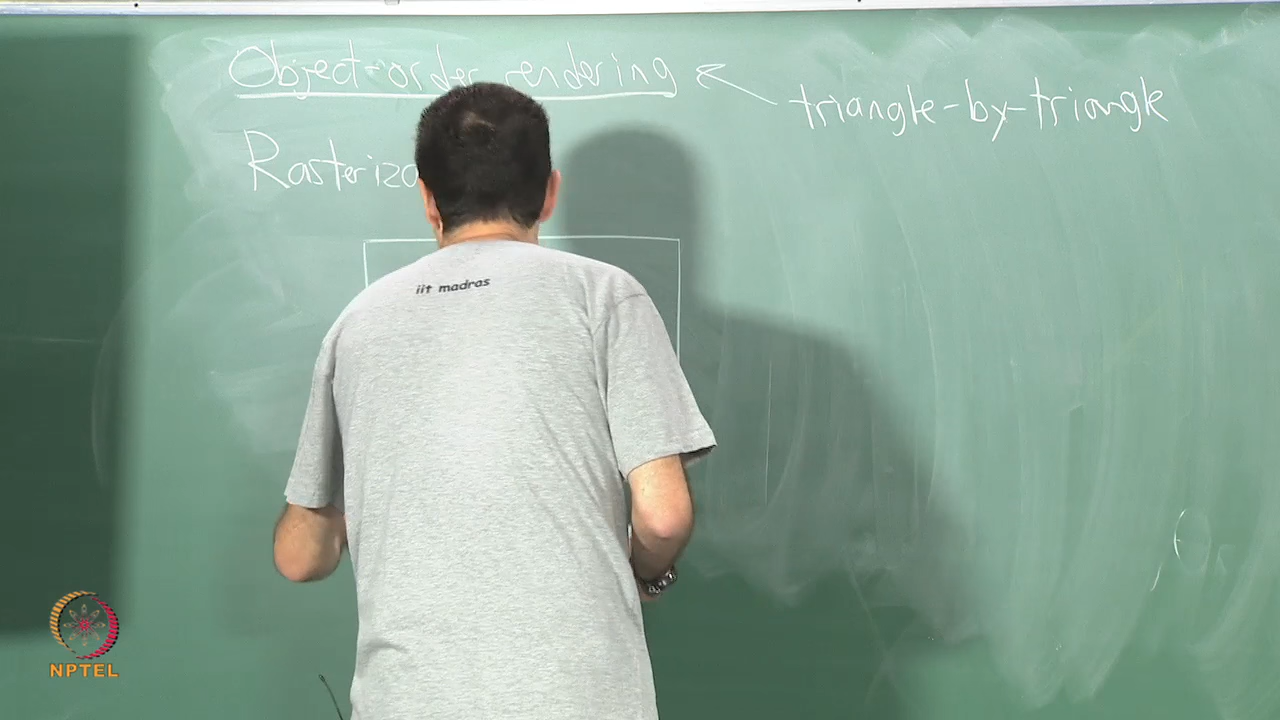 Object-order rendering
triangle-by-triangle
Rasteriza
iit madras
NPTEL